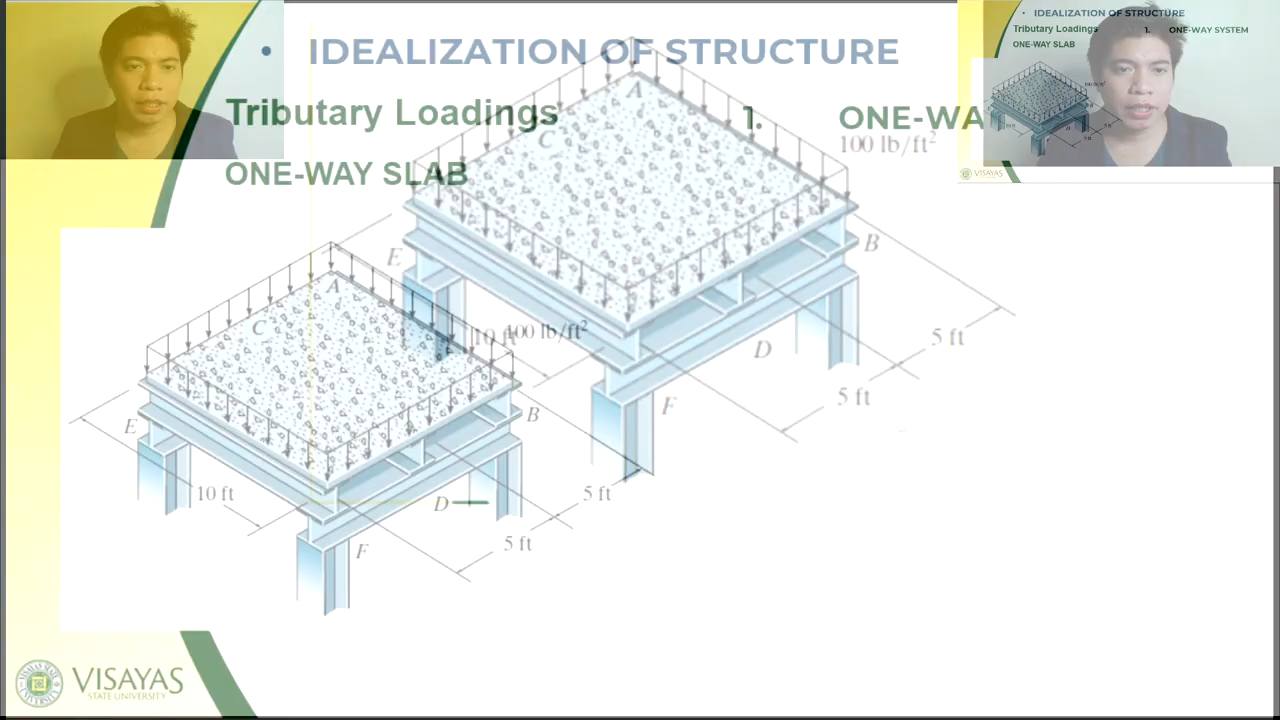 • IDEALIZATION OF STRUCTURE
Tributary Loadings 1. ONE-WA
ONE-WAY SLAB
A
C
100 lb/ft²
E
B
10 ft
D
5 ft
5 ft
F
A
C
100 lb/ft²
E
B
10 ft
D
5 ft
5 ft
F
VISAYAS
STATE UNIVERSITY
• IDEALIZATION OF STRUCTURE
Tributary Loadings 1. ONE-WAY SYSTEM
ONE-WAY SLAB
VISAYAS